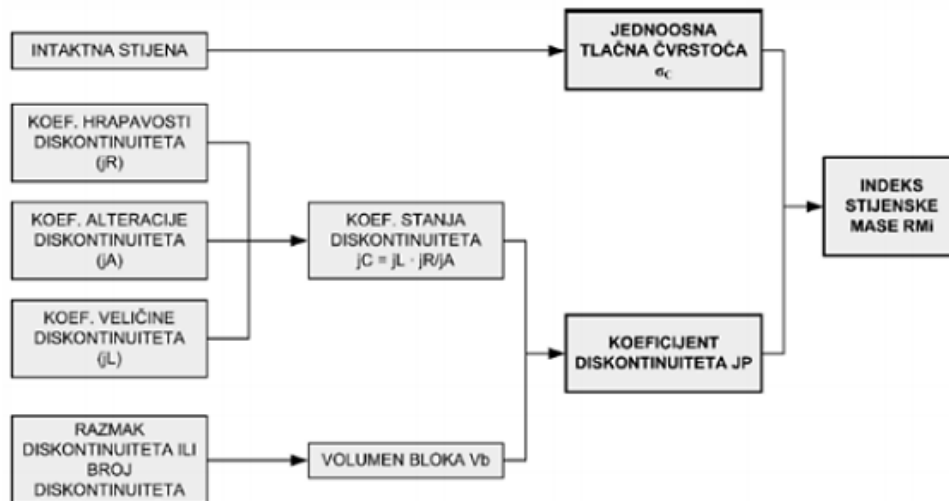 INTAKTNA STIJENA
JEDNOOSNA
TLAČNA ČVRSTOĆA
σC
KOEF. HRAPAVOSTI
DISKONTINUITETA
(jR)
KOEF. ALTERACIJE
DISKONTINUITETA
(jA)
KOEF. VELIČINE
DISKONTINUITETA
(jL)
RAZMAK
DISKONTINUITETA ILI
BROJ
DISKONTINUITETA
KOEF. STANJA
DISKONTINUITETA
jC = jL · jR/jA
VOLUMEN BLOKA Vb
KOEFICIJENT
DISKONTINUITETA JP
INDEKS
STIJENSKE
MASE RMi